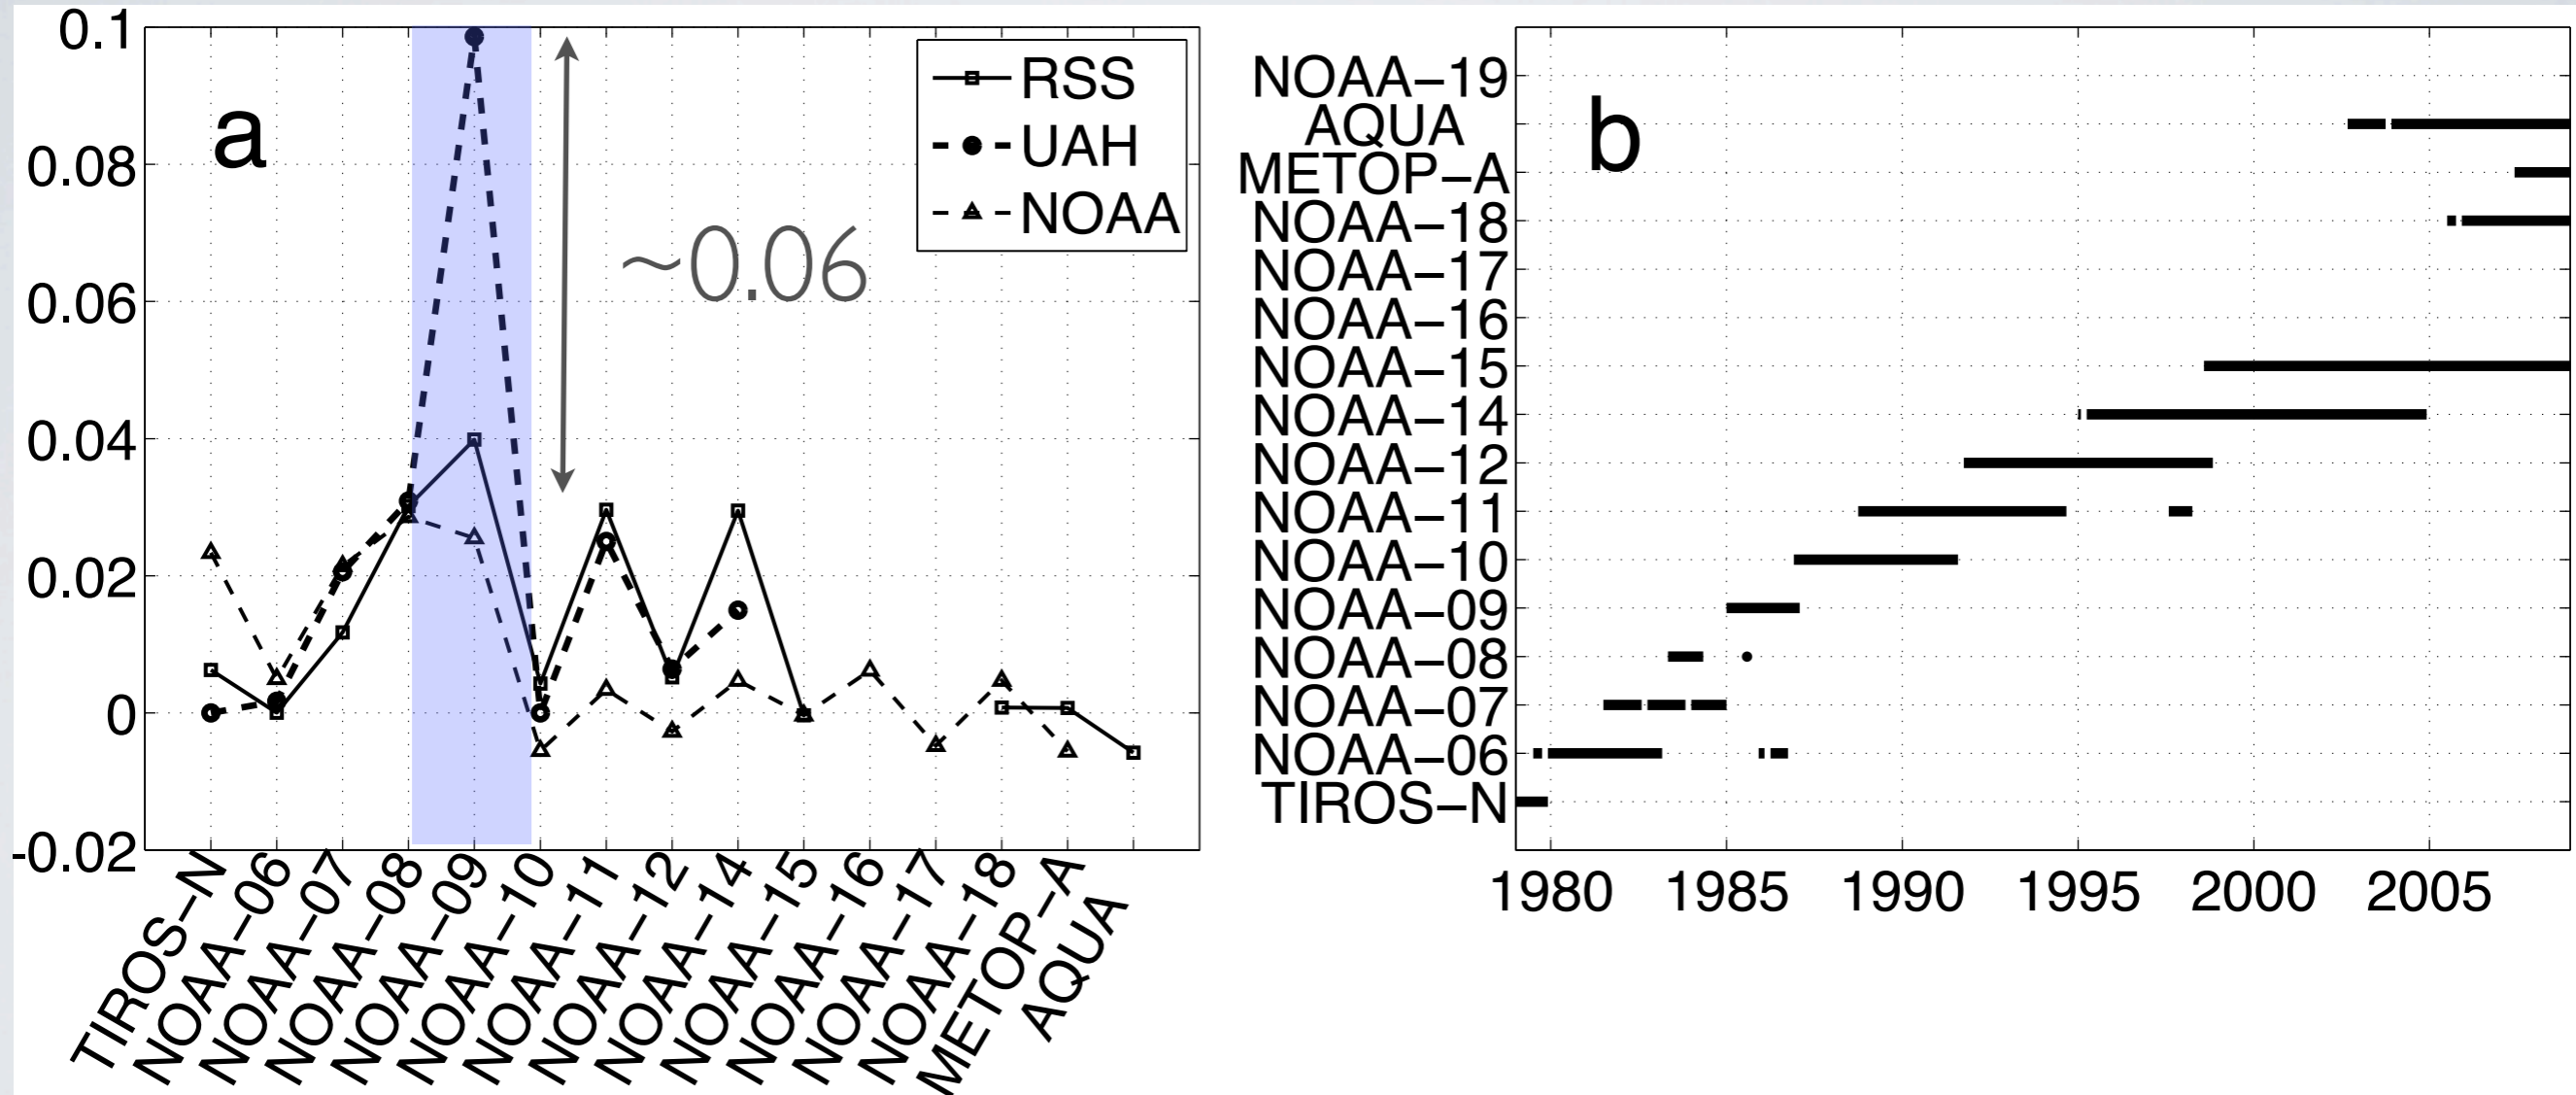 0.1
0.08
0.06
0.04
0.02
0
-0.02
a
~0.06
RSS
UAH
NOAA
TIROS–N
NOAA–06
NOAA–07
NOAA–08
NOAA–09
NOAA–10
NOAA–11
NOAA–12
NOAA–14
NOAA–15
NOAA–16
NOAA–17
NOAA–18
METOP–A
AQUA
b
NOAA–19
AQUA
METOP–A
NOAA–18
NOAA–17
NOAA–16
NOAA–15
NOAA–14
NOAA–12
NOAA–11
NOAA–10
NOAA–09
NOAA–08
NOAA–07
NOAA–06
TIROS–N
1980 1985 1990 1995 2000 2005